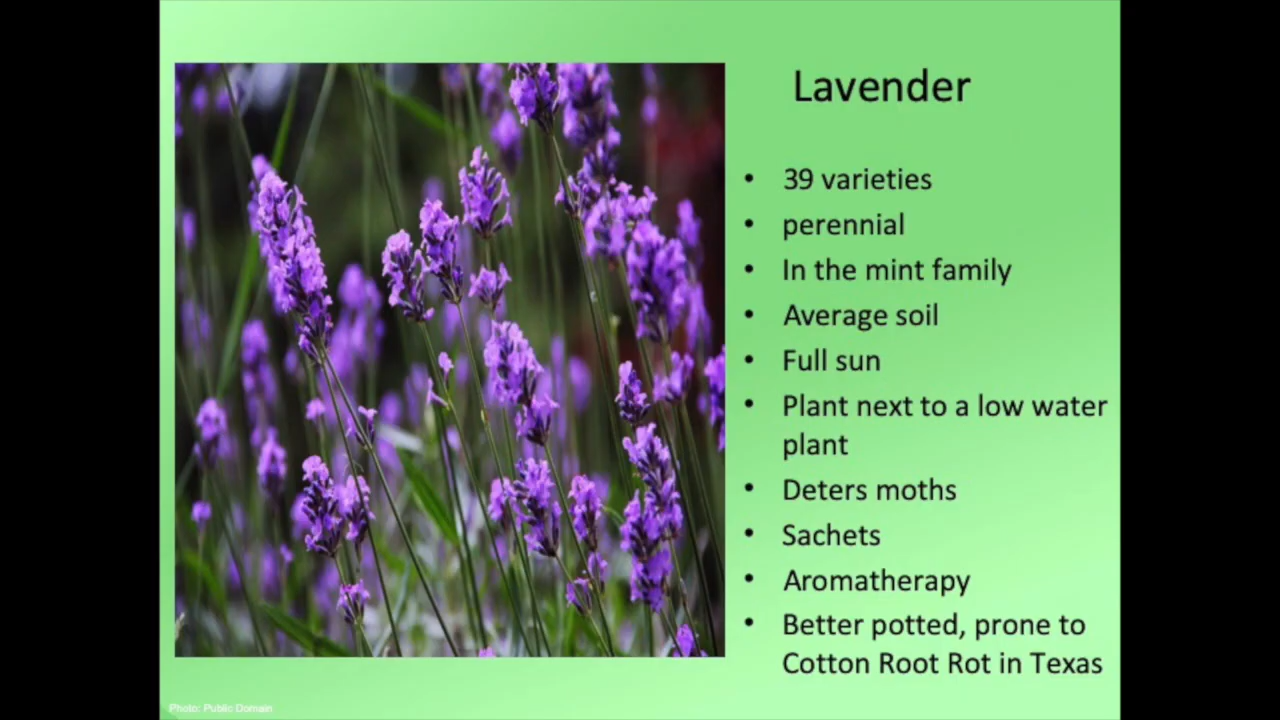 Lavender
• 39 varieties
• perennial
• In the mint family
• Average soil
• Full sun
• Plant next to a low water
plant
• Deters moths
• Sachets
• Aromatherapy
• Better potted, prone to
Cotton Root Rot in Texas
Photo: Public Domain